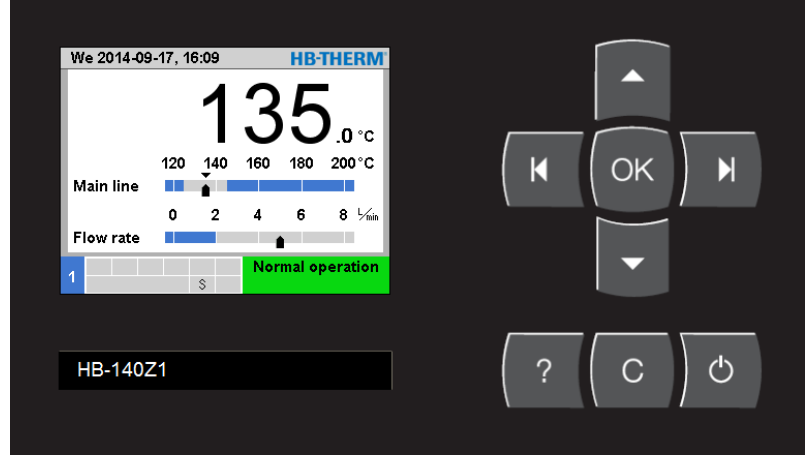 We 2014-09-17, 16:09 HB-THERM®
135.0 °C
120 140 160 180 200 °C
Main line
0 2 4 6 8 L/min
Flow rate
1 S Normal operation
OK
HB-140Z1
? C